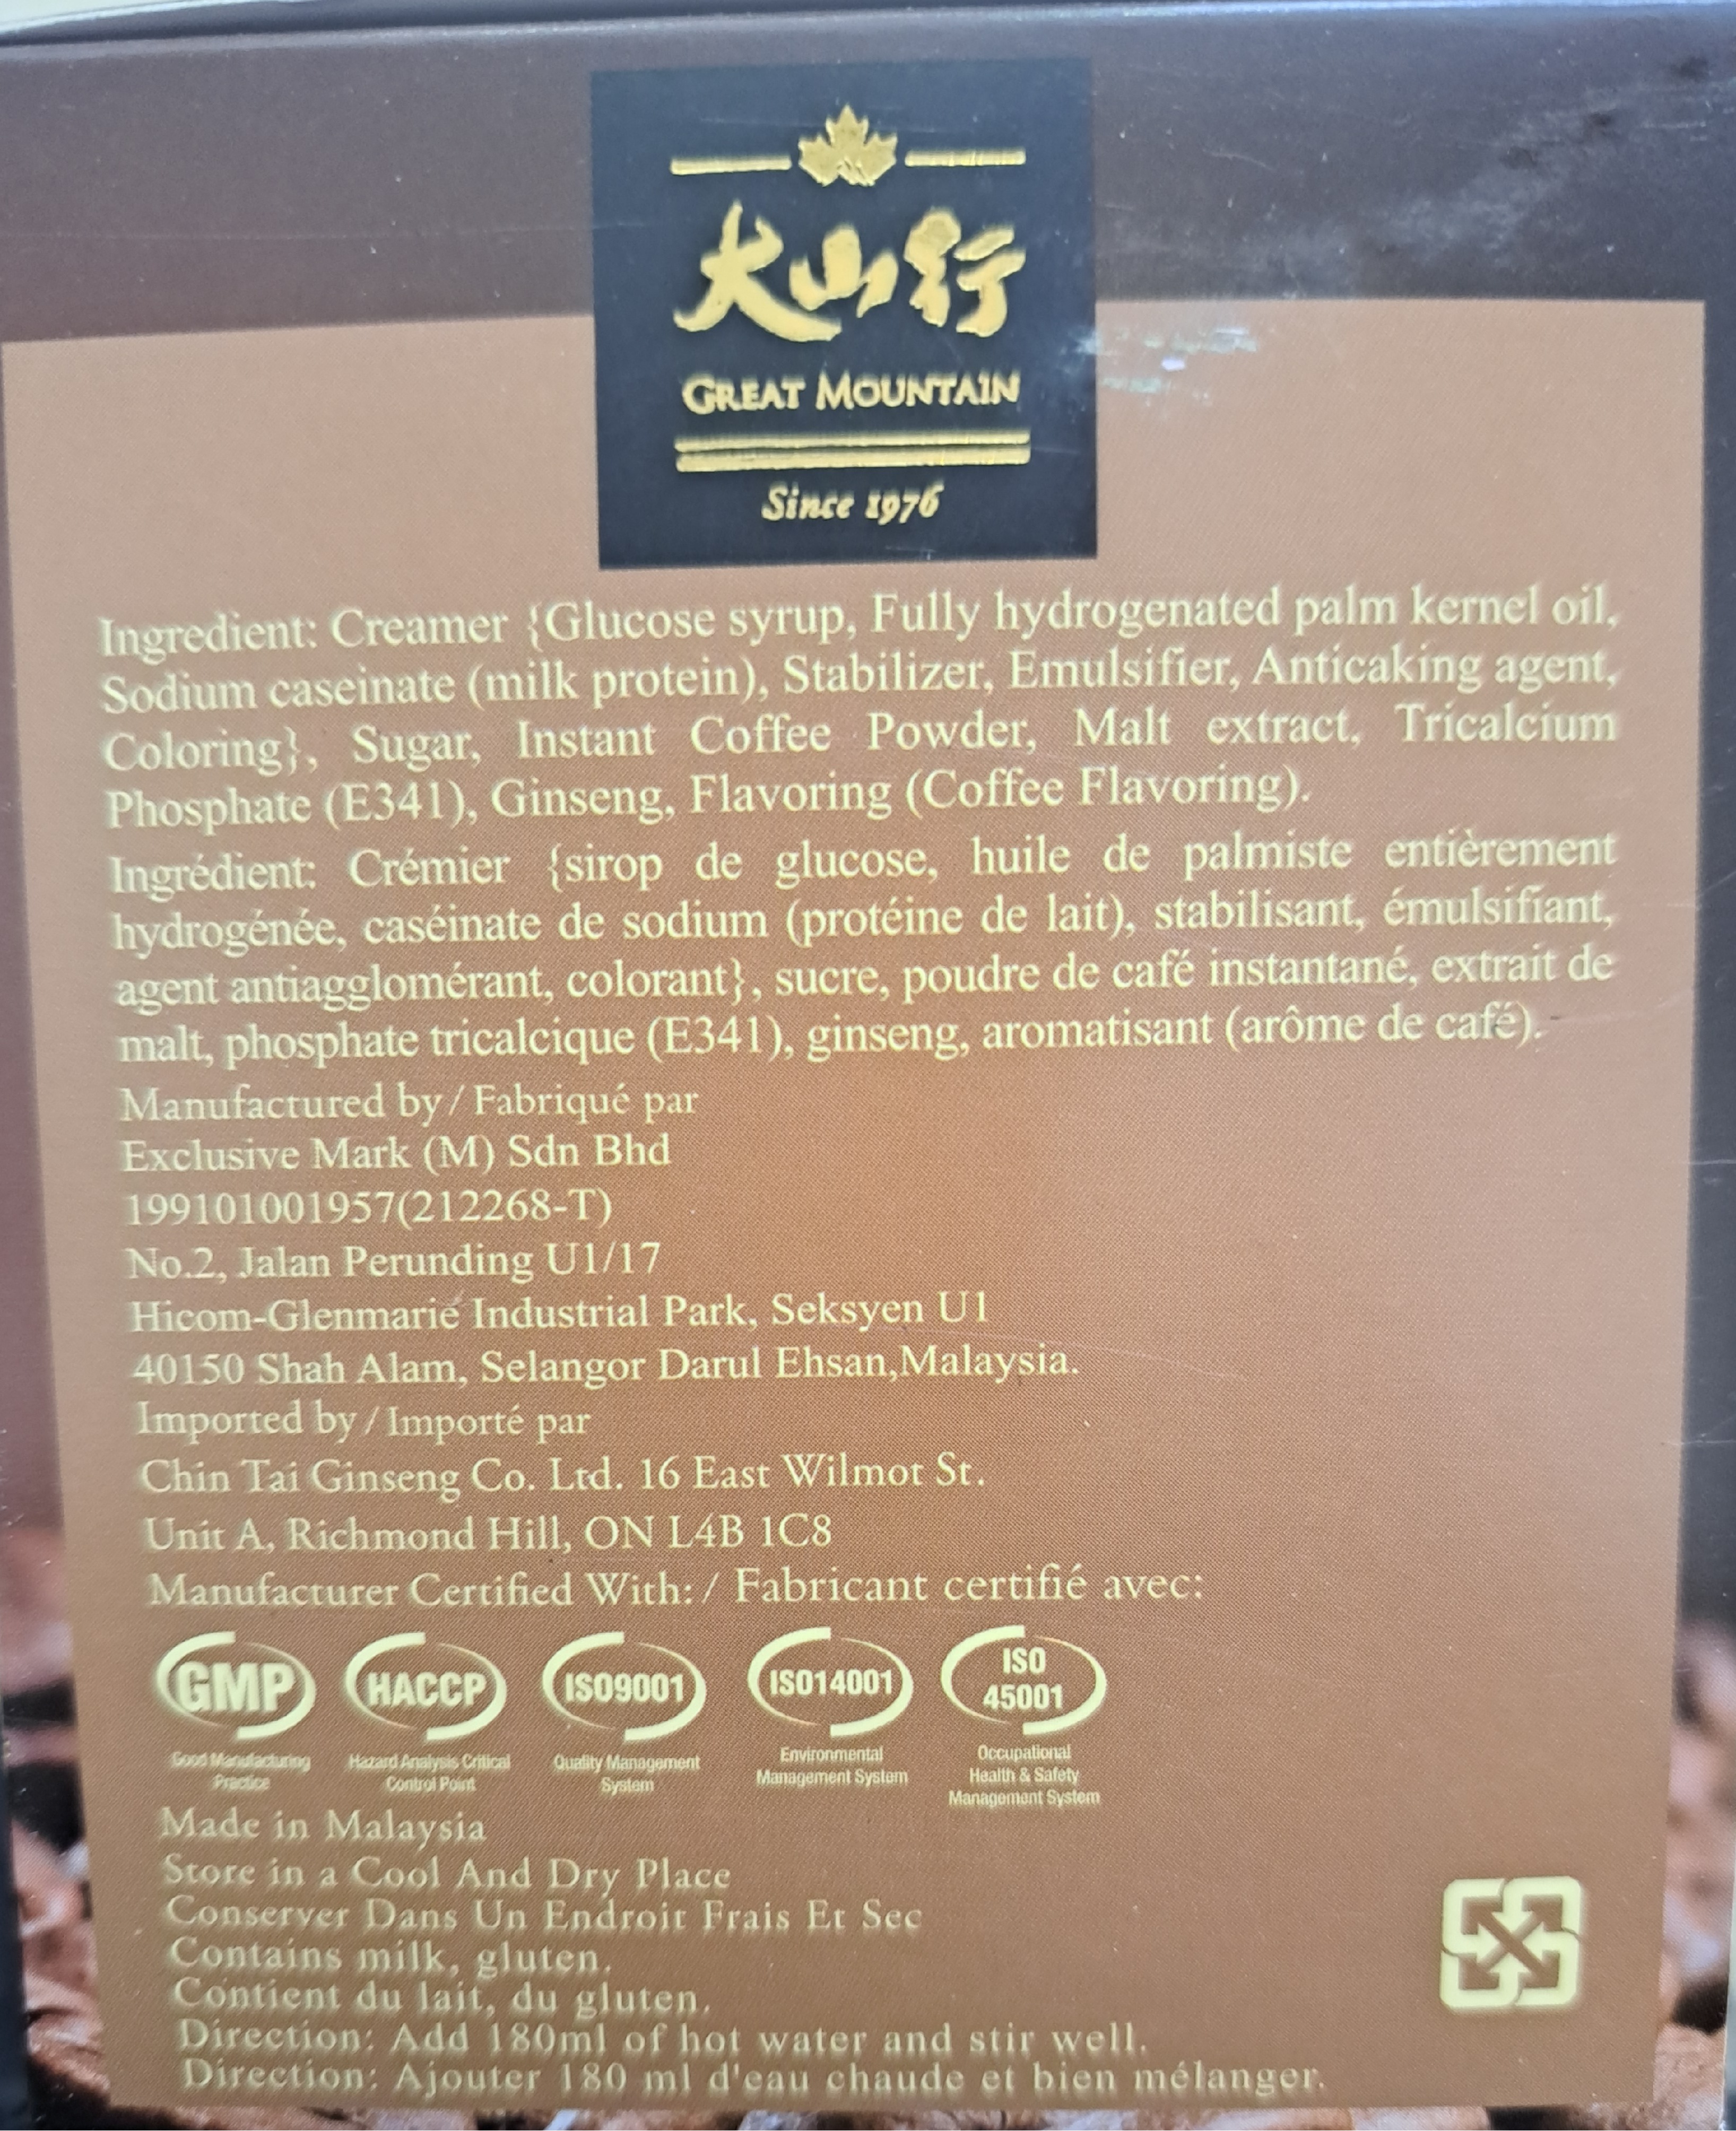 大山行
GREAT MOUNTAIN
Since 1976
Ingredient: Creamer {Glucose syrup, Fully hydrogenated palm kernel oil,
Sodium caseinate (milk protein), Stabilizer, Emulsifier, Anticaking agent,
Coloring}, Sugar, Instant Coffee Powder, Malt extract, Tricalcium
Phosphate (E341), Ginseng, Flavoring (Coffee Flavoring).
Ingrédient: Crémier {sirop de glucose, huile de palmiste entièrement
hydrogénée, caséinate de sodium (protéine de lait), stabilisant, émulsifiant,
agent antiagglomérant, colorant}, sucre, poudre de café instantané, extrait de
malt, phosphate tricalcique (E341), ginseng, aromatisant (arôme de café).
Manufactured by / Fabriqué par
Exclusive Mark (M) Sdn Bhd
199101001957(212268-T)
No.2, Jalan Perunding U1/17
Hicom-Glenmarie Industrial Park, Seksyen U1
40150 Shah Alam, Selangor Darul Ehsan,Malaysia.
Imported by / Importé par
Chin Tai Ginseng Co. Ltd. 16 East Wilmot St.
Unit A, Richmond Hill, ON L4B 1C8
Manufacturer Certified With: / Fabricant certifié avec:
GMP HACCP ISO9001 ISO14001 ISO 45001
Good Manufacturing Practice
Hazard Analysis Critical Control Point
Quality Management System
Environmental Management System
Occupational Health & Safety Management System
Made in Malaysia
Store in a Cool And Dry Place
Conserver Dans Un Endroit Frais Et Sec
Contains milk, gluten.
Contient du lait, du gluten.
Direction: Add 180ml of hot water and stir well.
Direction: Ajouter 180 ml d'eau chaude et bien mélanger.